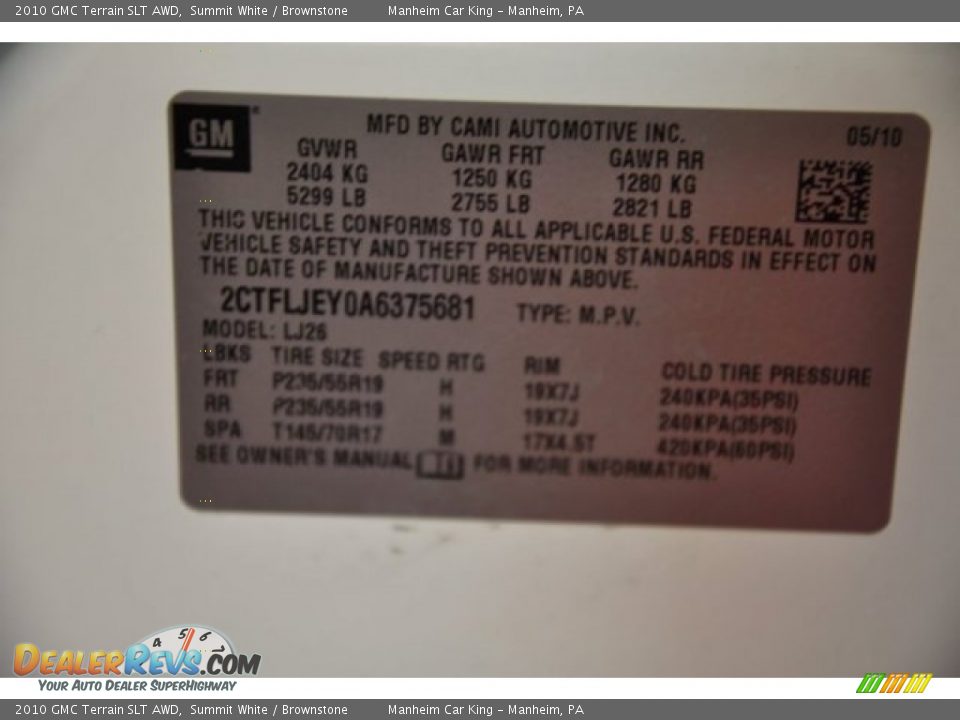 2010 GMC Terrain SLT AWD, Summit White / Brownstone Manheim Car King - Manheim, PA
GM
MFD BY CAMI AUTOMOTIVE INC. 05/10
GVWR GAWR FRT GAWR RR
2404 KG 1250 KG 1280 KG
5299 LB 2755 LB 2821 LB
THIS VEHICLE CONFORMS TO ALL APPLICABLE U.S. FEDERAL MOTOR
VEHICLE SAFETY AND THEFT PREVENTION STANDARDS IN EFFECT ON
THE DATE OF MANUFACTURE SHOWN ABOVE.
2CTFLJEY0A6375681 TYPE: M.P.V.
MODEL: LJ26
LBKS TIRE SIZE SPEED RTG RIM COLD TIRE PRESSURE
FRT P235/55R19 H 19X7J 240KPA(35PSI)
RR P235/55R19 H 19X7J 240KPA(35PSI)
SPA T145/70R17 M 17X4.5T 420KPA(60PSI)
SEE OWNER'S MANUAL FOR MORE INFORMATION.
4 5 6
DealerRevs.com
Your Auto Dealer SuperHighway
2010 GMC Terrain SLT AWD, Summit White / Brownstone Manheim Car King - Manheim, PA